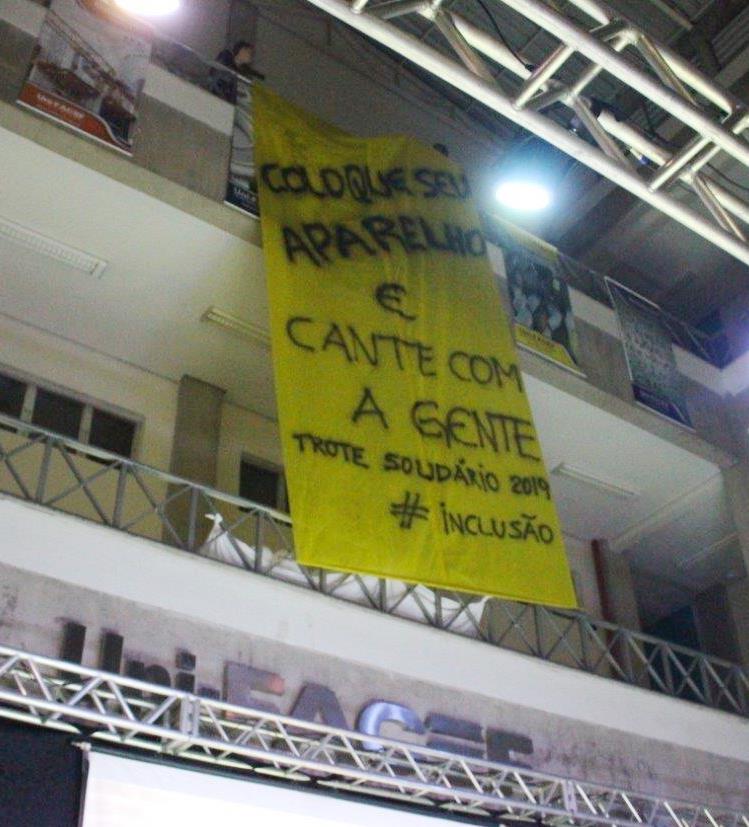 COLOQUE SEU
APARELHO
E
CANTE COM
A GENTE
TROTE SOLIDÁRIO 2019
# INCLUSÃO
Uni-FACEF